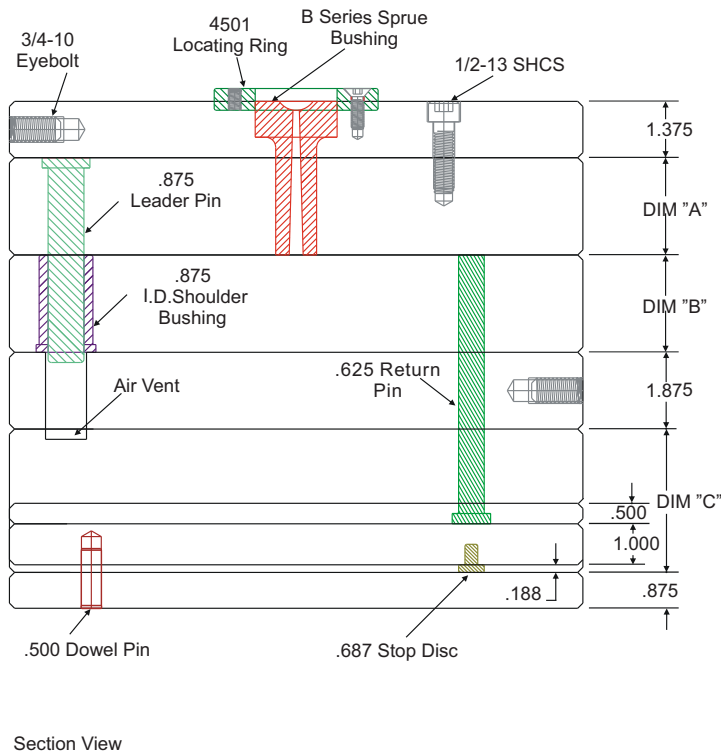 B Series Sprue
Bushing
4501
Locating Ring
3/4-10
Eyebolt
1/2-13 SHCS
1.375
.875
Leader Pin
DIM "A"
.875
I.D.Shoulder
Bushing
DIM "B"
.625 Return
Pin
Air Vent
1.875
DIM "C"
.500
1.000
.188
.875
.500 Dowel Pin
.687 Stop Disc
Section View